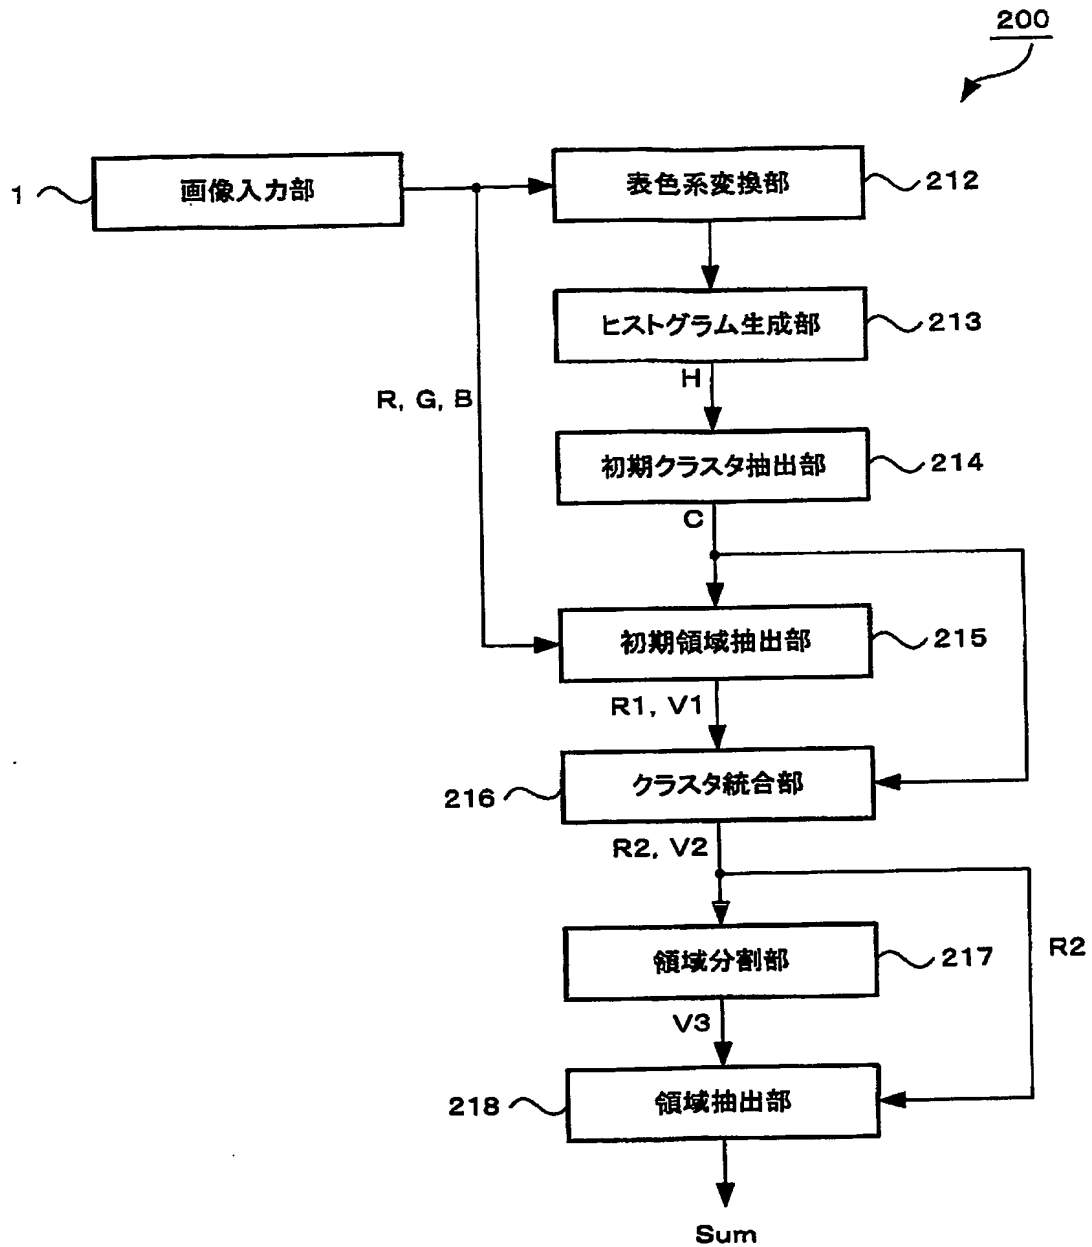 200
1
画像入力部
表色系変換部
212
ヒストグラム生成部
213
R, G, B
H
初期クラスタ抽出部
214
C
初期領域抽出部
215
R1, V1
216
クラスタ統合部
R2, V2
領域分割部
217
R2
V3
218
領域抽出部
Sum